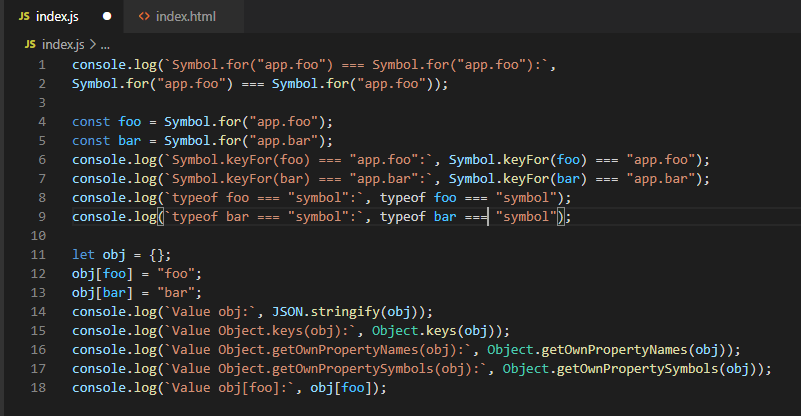 JS index.js ● <> index.html
JS index.js > ...
1 console.log(`Symbol.for("app.foo") === Symbol.for("app.foo"):`,
2 Symbol.for("app.foo") === Symbol.for("app.foo"));
3
4 const foo = Symbol.for("app.foo");
5 const bar = Symbol.for("app.bar");
6 console.log(`Symbol.keyFor(foo) === "app.foo":`, Symbol.keyFor(foo) === "app.foo");
7 console.log(`Symbol.keyFor(bar) === "app.bar":`, Symbol.keyFor(bar) === "app.bar");
8 console.log(`typeof foo === "symbol":`, typeof foo === "symbol");
9 console.log(`typeof bar === "symbol":`, typeof bar === "symbol");
10
11 let obj = {};
12 obj[foo] = "foo";
13 obj[bar] = "bar";
14 console.log(`Value obj:`, JSON.stringify(obj));
15 console.log(`Value Object.keys(obj):`, Object.keys(obj));
16 console.log(`Value Object.getOwnPropertyNames(obj):`, Object.getOwnPropertyNames(obj));
17 console.log(`Value Object.getOwnPropertySymbols(obj):`, Object.getOwnPropertySymbols(obj));
18 console.log(`Value obj[foo]:`, obj[foo]);